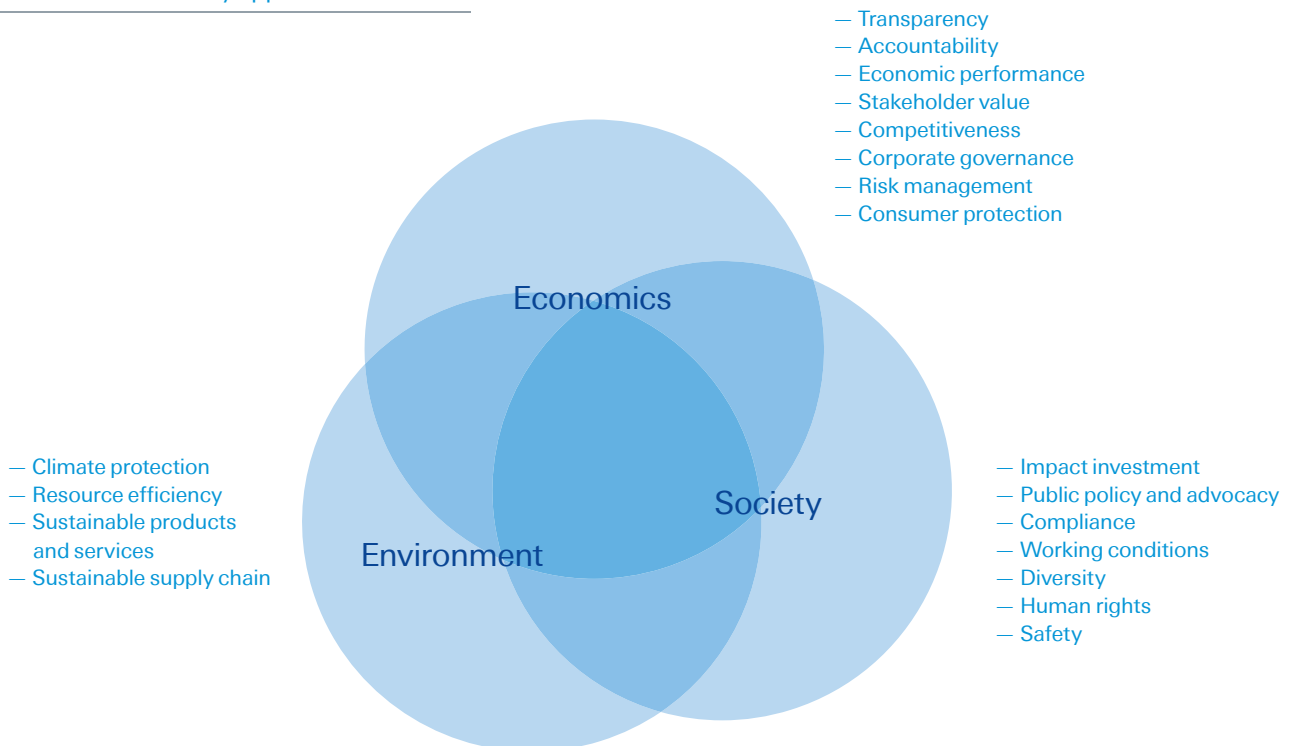 — Transparency
— Accountability
— Economic performance
— Stakeholder value
— Competitiveness
— Corporate governance
— Risk management
— Consumer protection
Economics
Society
Environment
— Climate protection
— Resource efficiency
— Sustainable products
and services
— Sustainable supply chain
— Impact investment
— Public policy and advocacy
— Compliance
— Working conditions
— Diversity
— Human rights
— Safety